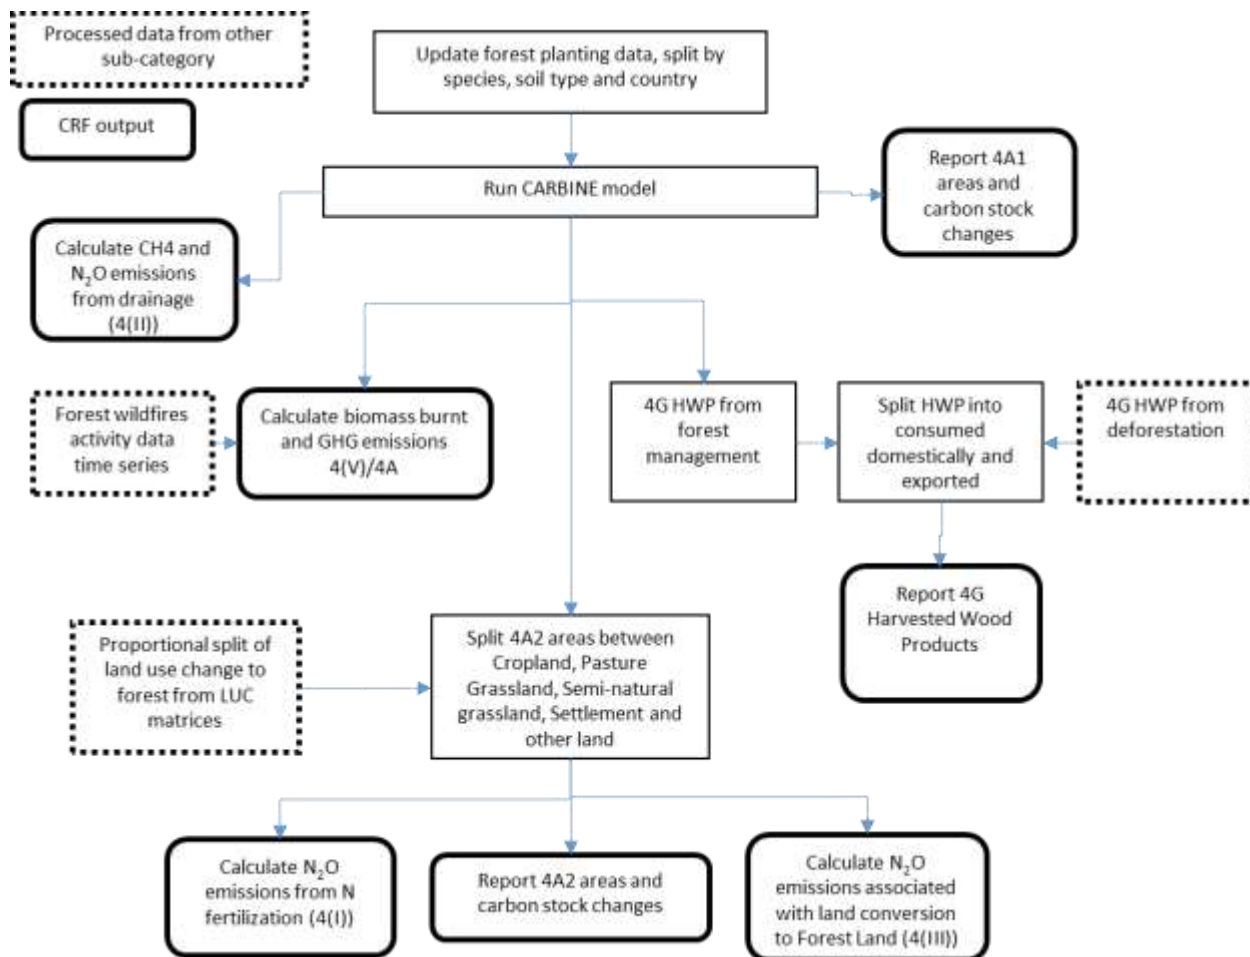 Processed data from other
sub-category
CRF output
Update forest planting data, split by
species, soil type and country
Run CARBINE model
Report 4A1
areas and
carbon stock
changes
Calculate CH4 and
N₂O emissions
from drainage
(4(II))
Forest wildfires
activity data
time series
Calculate biomass burnt
and GHG emissions
4(V)/4A
4G HWP from
forest
management
Split HWP into
consumed
domestically and
exported
4G HWP from
deforestation
Report 4G
Harvested Wood
Products
Proportional split of
land use change to
forest from LUC
matrices
Split 4A2 areas between
Cropland, Pasture
Grassland, Semi-natural
grassland, Settlement and
other land
Calculate N₂O
emissions from N
fertilization (4(I))
Report 4A2 areas and
carbon stock changes
Calculate N₂O
emissions associated
with land conversion
to Forest Land (4(III))